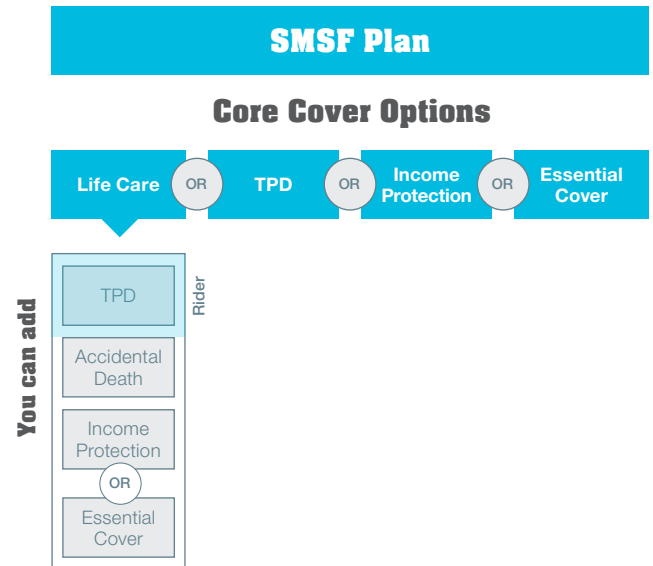 SMSF Plan
Core Cover Options
Life Care
OR
TPD
OR
Income
Protection
OR
Essential
Cover
You can add
TPD
Rider
Accidental
Death
Income
Protection
OR
Essential
Cover